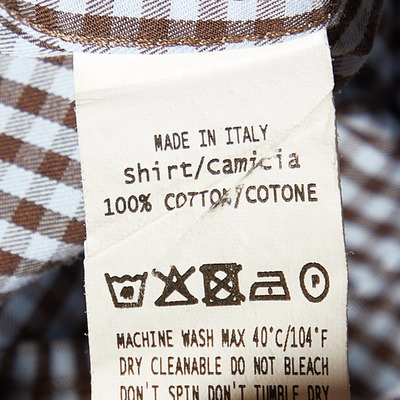 MADE IN ITALY
shirt/camicia
100% COTTON/COTONE
P
MACHINE WASH MAX 40°C/104°F
DRY CLEANABLE DO NOT BLEACH
DON'T SPIN DON'T TUMBLE DRY